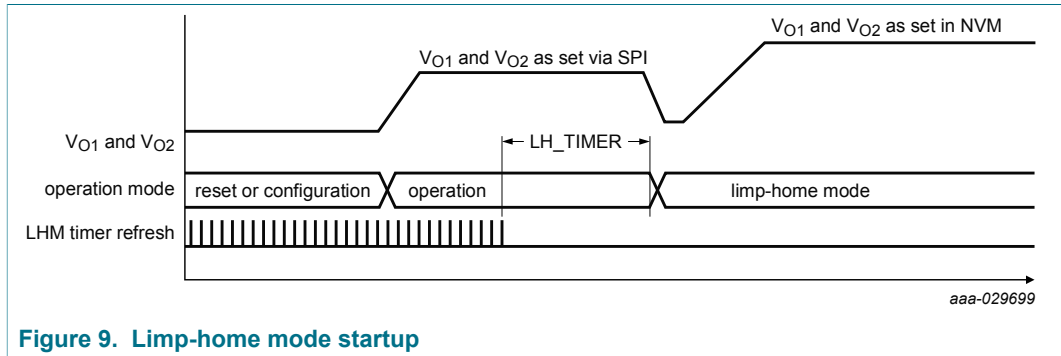 VO1 and VO2 as set in NVM
VO1 and VO2 as set via SPI
VO1 and VO2
LH_TIMER
operation mode
reset or configuration
operation
limp-home mode
LHM timer refresh
aaa-029699
Figure 9. Limp-home mode startup